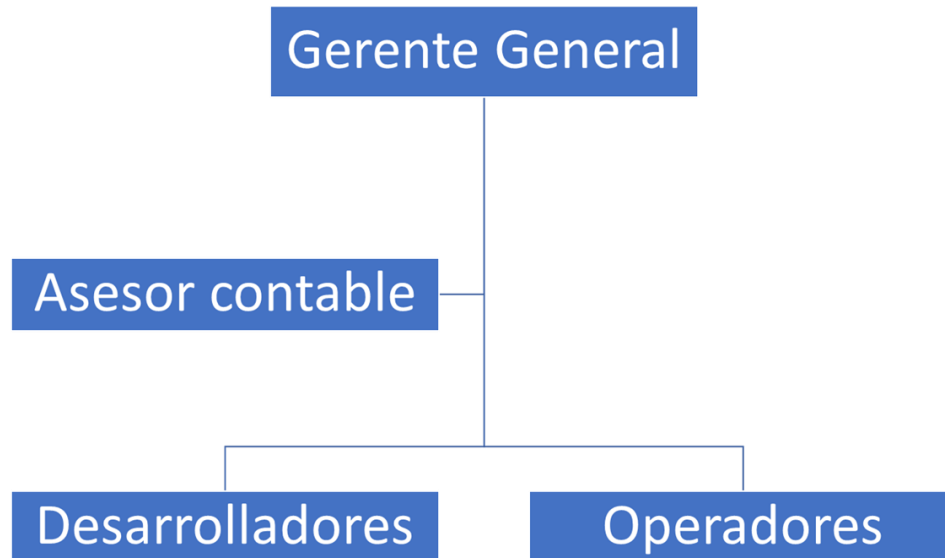 Gerente General
Asesor contable
Desarrolladores
Operadores